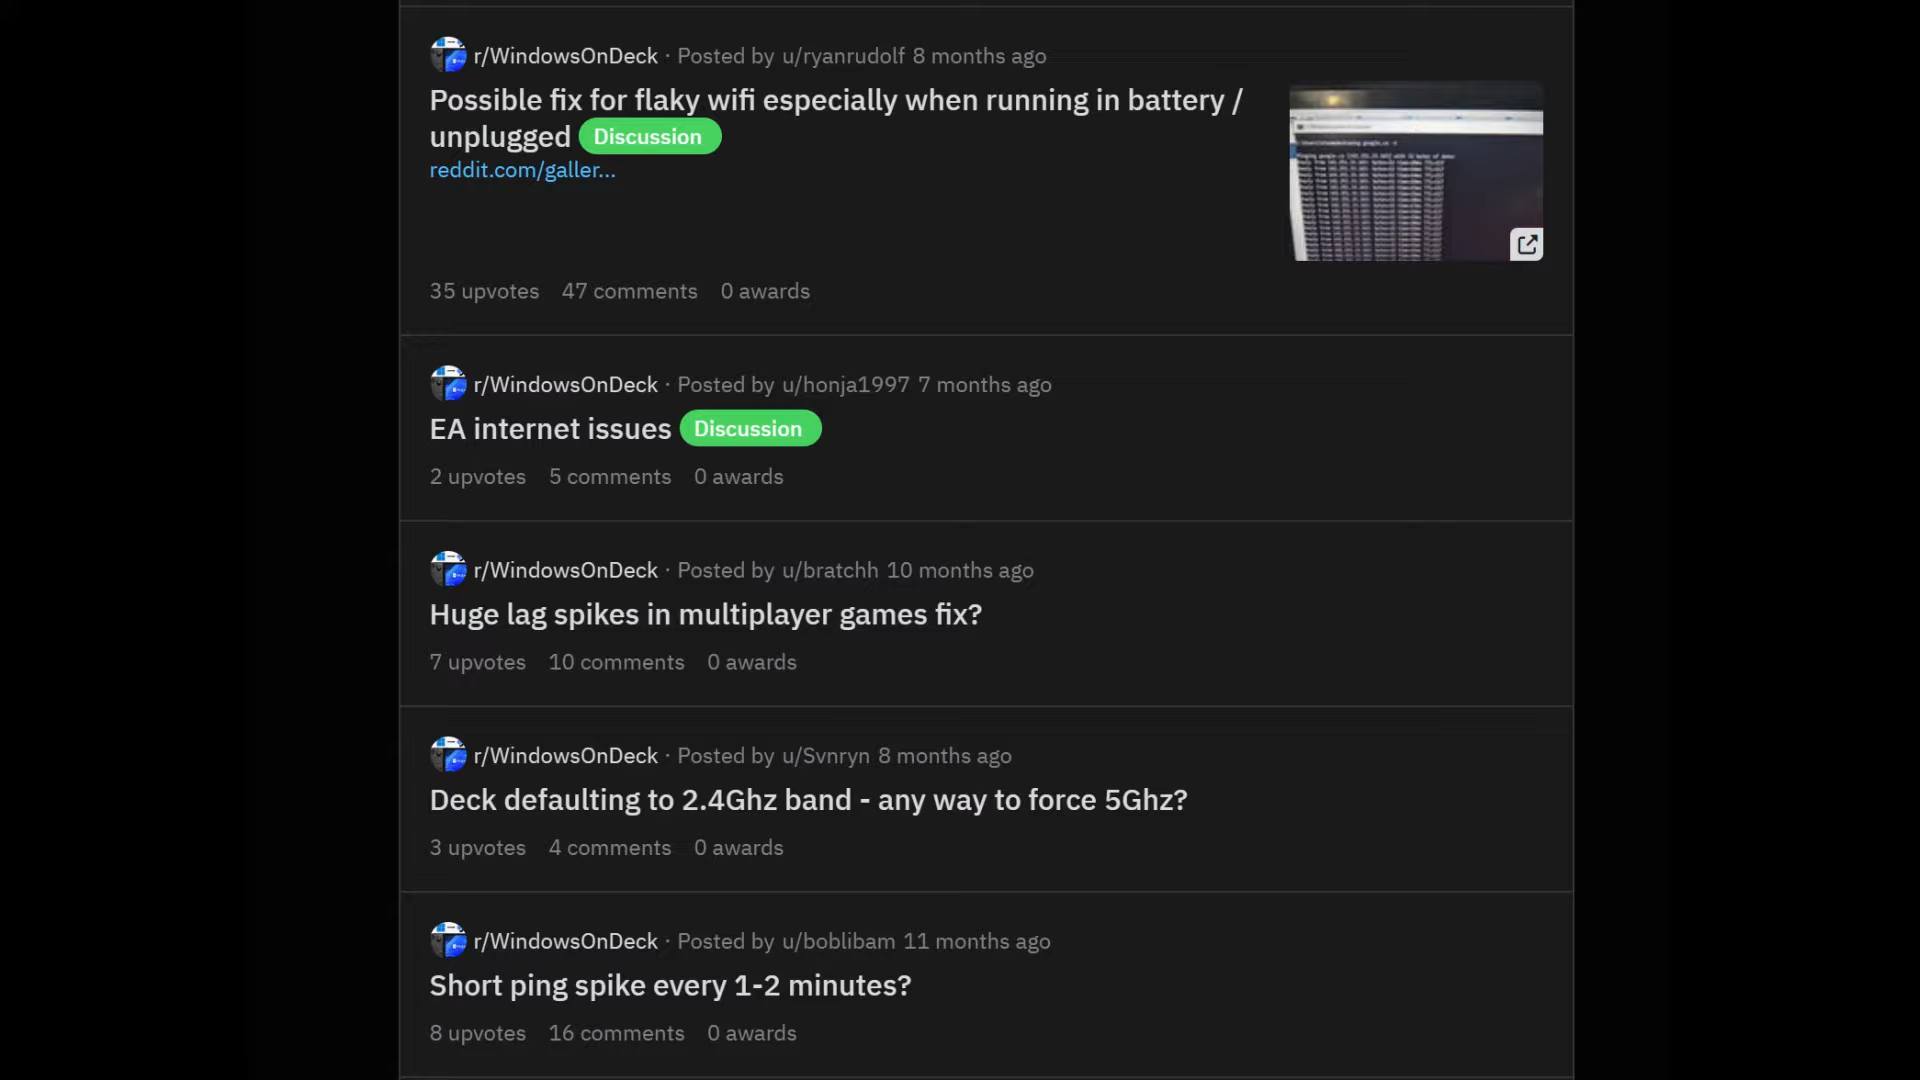 r/WindowsOnDeck · Posted by u/ryanrudolf 8 months ago
Possible fix for flaky wifi especially when running in battery /
unplugged Discussion
reddit.com/galler...
35 upvotes 47 comments 0 awards
r/WindowsOnDeck · Posted by u/honja1997 7 months ago
EA internet issues Discussion
2 upvotes 5 comments 0 awards
r/WindowsOnDeck · Posted by u/bratchh 10 months ago
Huge lag spikes in multiplayer games fix?
7 upvotes 10 comments 0 awards
r/WindowsOnDeck · Posted by u/Svnryn 8 months ago
Deck defaulting to 2.4Ghz band - any way to force 5Ghz?
3 upvotes 4 comments 0 awards
r/WindowsOnDeck · Posted by u/boblibam 11 months ago
Short ping spike every 1-2 minutes?
8 upvotes 16 comments 0 awards